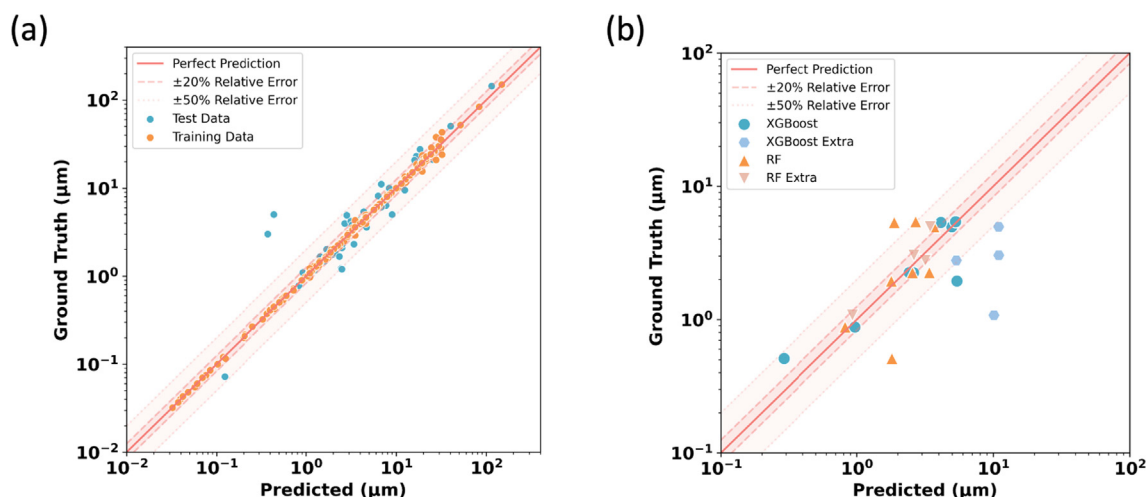 (a)
Perfect Prediction
±20% Relative Error
±50% Relative Error
Test Data
Training Data
Ground Truth (μm)
10²
10¹
10⁰
10⁻¹
10⁻²
10⁻² 10⁻¹ 10⁰ 10¹ 10²
Predicted (μm)
(b)
Perfect Prediction
±20% Relative Error
±50% Relative Error
XGBoost
XGBoost Extra
RF
RF Extra
Ground Truth (μm)
10²
10¹
10⁰
10⁻¹
10⁻¹ 10⁰ 10¹ 10²
Predicted (μm)